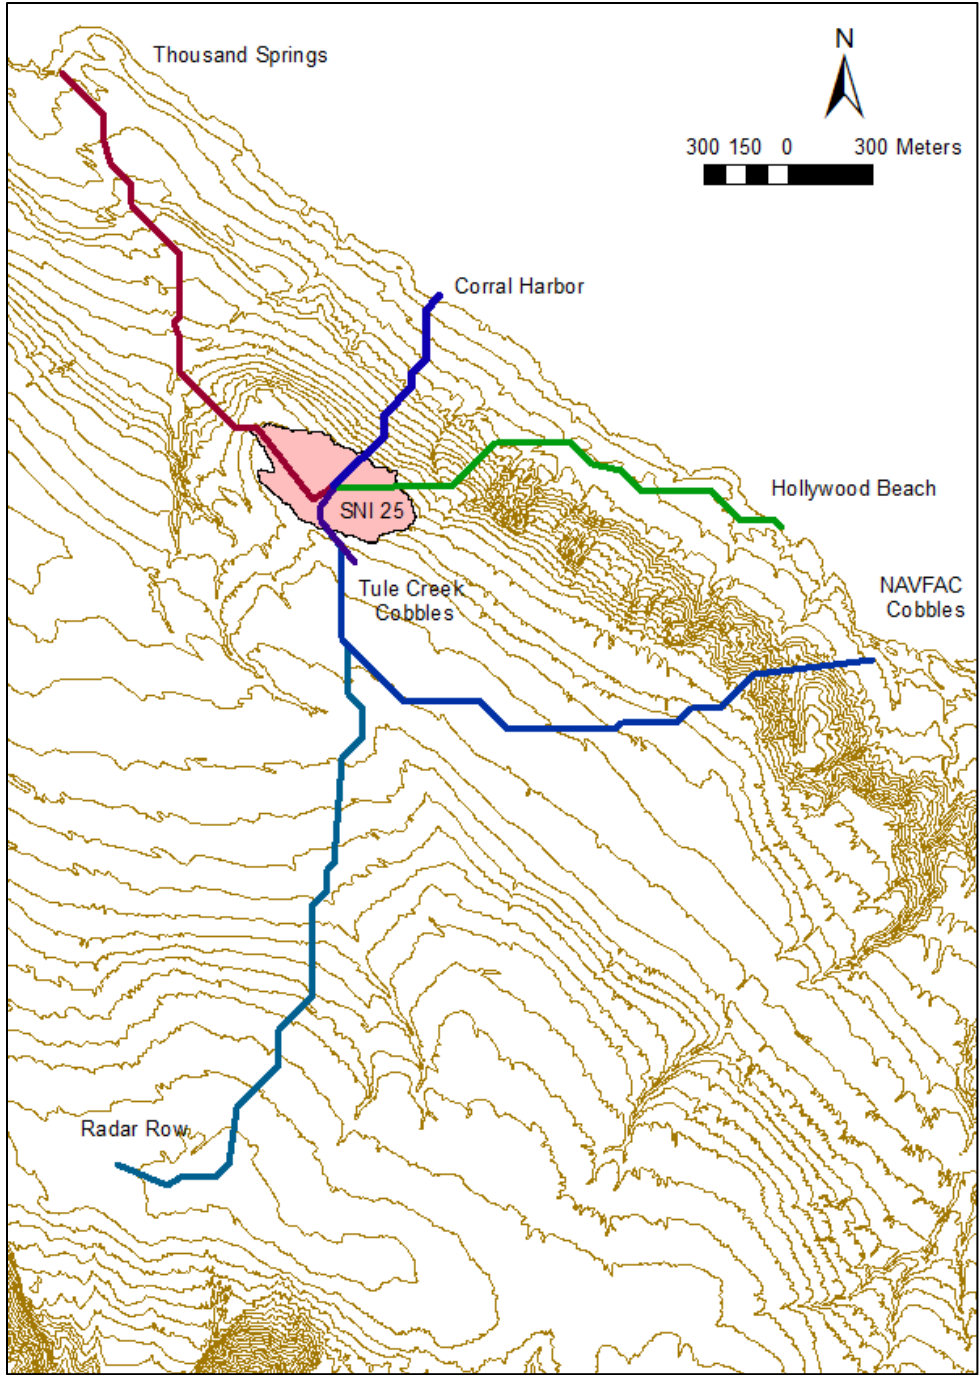 Thousand Springs
N
300 150 0 300 Meters
Corral Harbor
Hollywood Beach
SNI 25
NAVFAC
Cobbles
Tule Creek
Cobbles
Radar Row